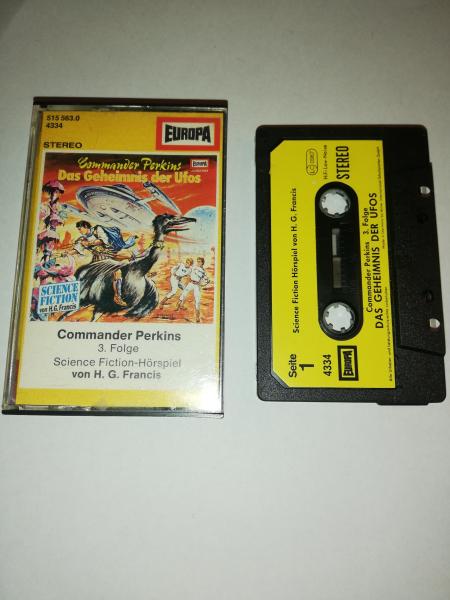 515 563.0
4334
EUROPA
STEREO
Commander Perkins
EUROPA
Das Geheimnis der Ufos
SCIENCE
FICTION
von H.G. Francis
Commander Perkins
3. Folge
Science Fiction-Hörspiel
von H. G. Francis
Science Fiction Hörspiel von H. G. Francis
Seite 1
4334
EUROPA
Commander Perkins 3. Folge
DAS GEHEIMNIS DER UFOS
STEREO